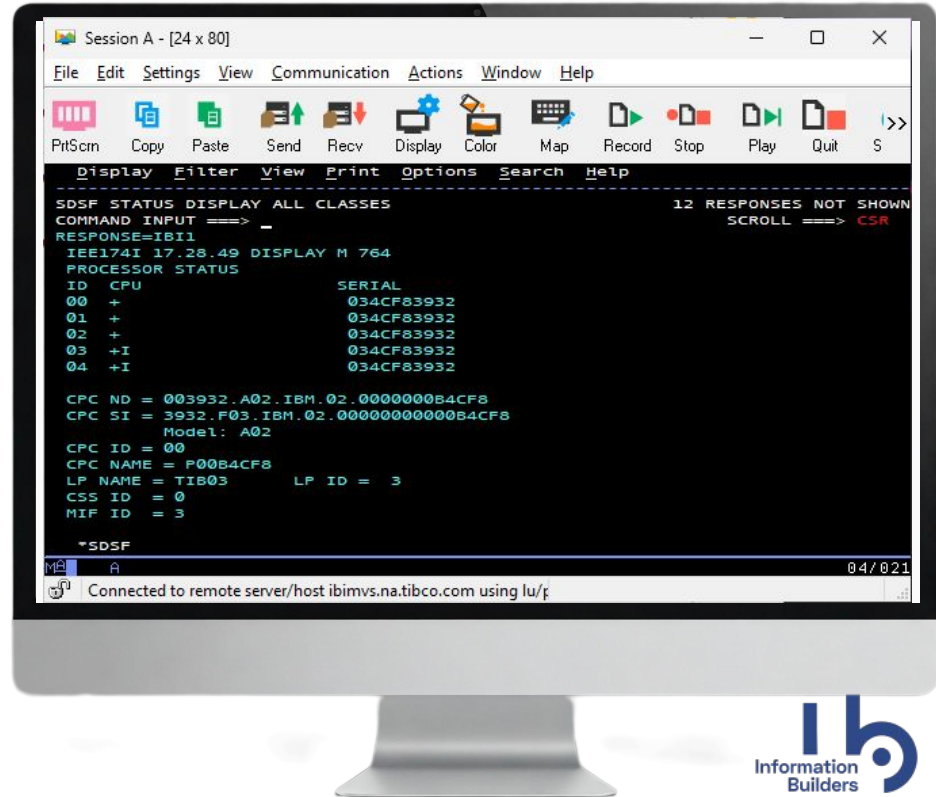 Session A - [24 x 80]
File Edit Settings View Communication Actions Window Help
PrtScrn Copy Paste Send Recv Display Color Map Record Stop Play Quit S
Display Filter View Print Options Search Help
SDSF STATUS DISPLAY ALL CLASSES 12 RESPONSES NOT SHOWN
COMMAND INPUT ===> _ SCROLL ===> CSR
RESPONSE=IBI1
IEE174I 17.28.49 DISPLAY M 764
PROCESSOR STATUS
ID CPU SERIAL
00 + 034CF83932
01 + 034CF83932
02 + 034CF83932
03 +I 034CF83932
04 +I 034CF83932
CPC ND = 003932.A02.IBM.02.0000000B4CF8
CPC SI = 3932.F03.IBM.02.00000000000B4CF8
Model: A02
CPC ID = 00
CPC NAME = P00B4CF8
LP NAME = TIB03 LP ID = 3
CSS ID = 0
MIF ID = 3
*SDSF
MA A 04/021
Connected to remote server/host ibimvs.na.tibco.com using lu/p
Information
Builders